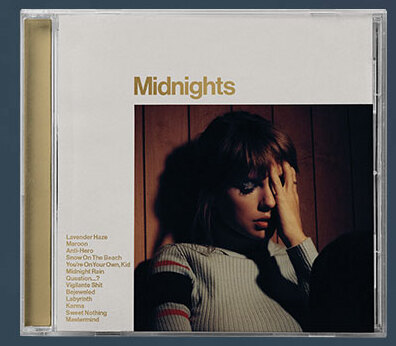 Midnights
Lavender Haze
Maroon
Anti-Hero
Snow On The Beach
You're On Your Own, Kid
Midnight Rain
Question...?
Vigilante Shit
Bejeweled
Labyrinth
Karma
Sweet Nothing
Mastermind